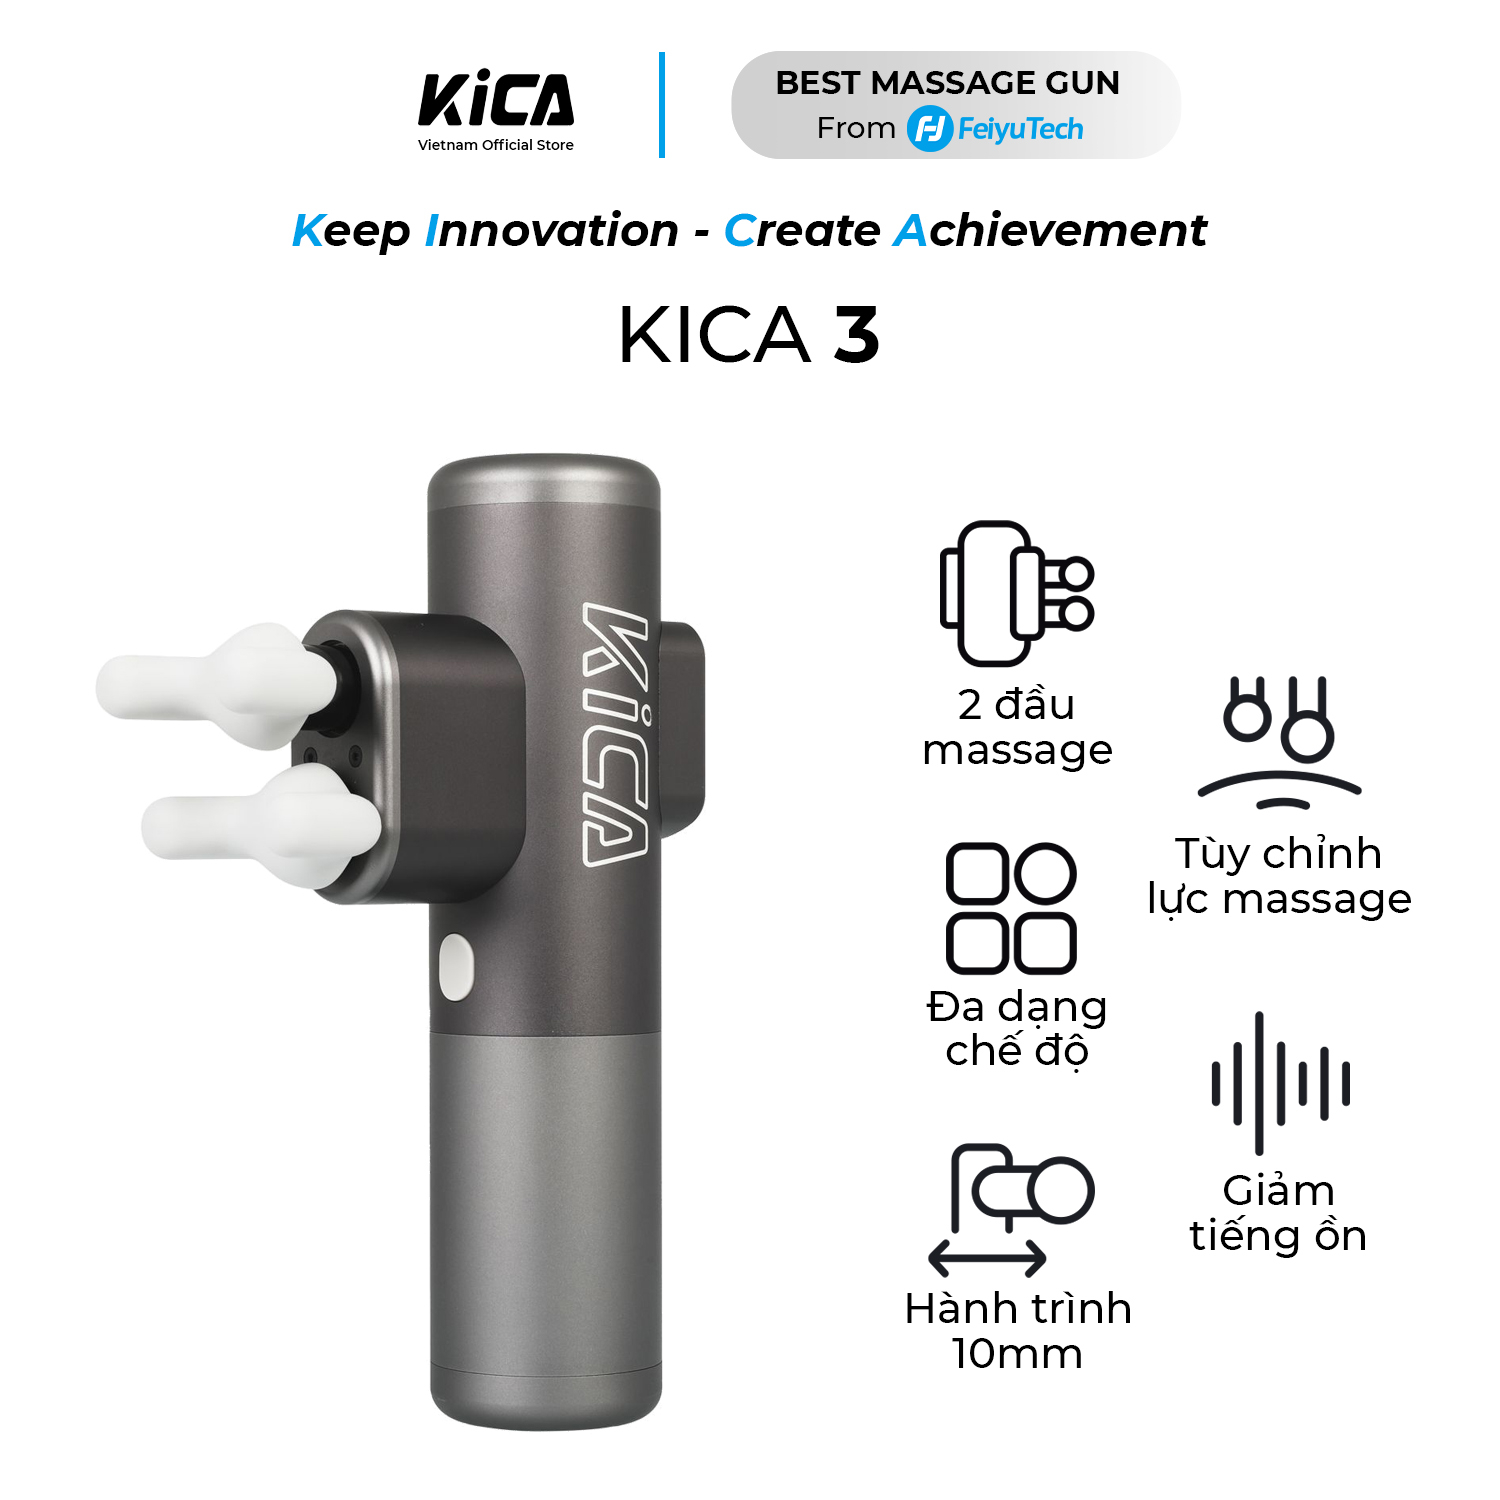 KiCA
Vietnam Official Store
BEST MASSAGE GUN
From FeiyuTech
Keep Innovation - Create Achievement
KICA 3
KiCA
2 đầu
massage
Tùy chỉnh
lực massage
Đa dạng
chế độ
Giảm
tiếng ồn
Hành trình
10mm